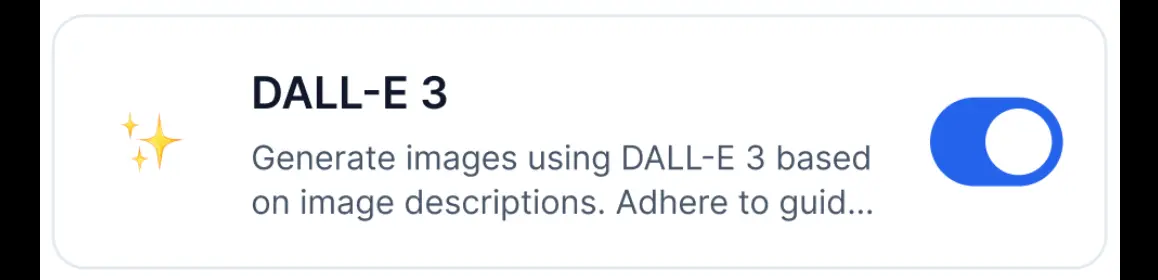 DALL-E 3
Generate images using DALL-E 3 based
on image descriptions. Adhere to guid...